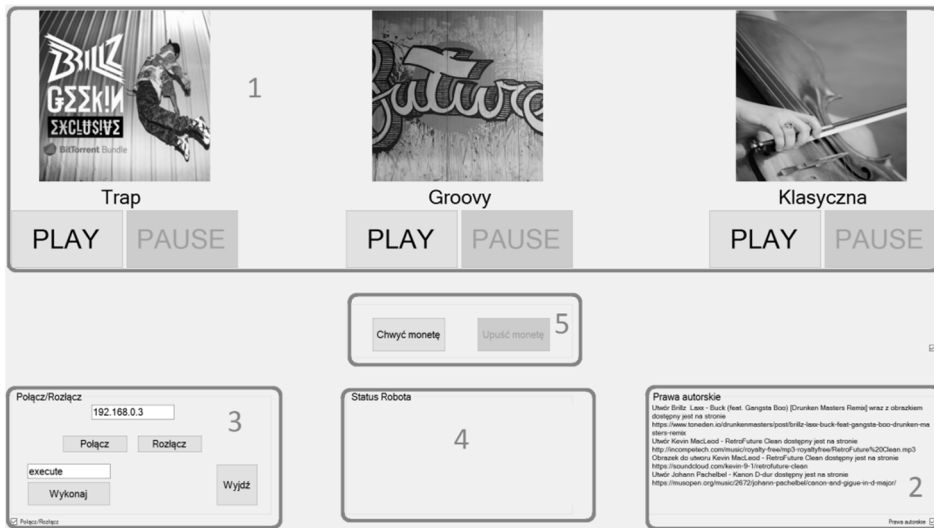 BRILLZ
GEEKIN
EXCLUSIVE
BitTorrent Bundle
1
future
Trap
Groovy
Klasyczna
PLAY PAUSE
PLAY PAUSE
PLAY PAUSE
Chwyć monetę
Upuść monetę
5
Połącz/Rozłącz
192.168.0.3
3
Połącz
Rozłącz
execute
Wykonaj
Wyjdź
Połącz/Rozłącz
Status Robota
4
Prawa autorskie
Utwór Brillz Laxx - Buck (feat. Gangsta Boo) [Drunken Masters Remix] wraz z obrazkiem
dostępny jest na stronie
https://www.toneden.io/drunkenmasters/post/brillz-laxx-buck-feat-gangsta-boo-drunken-ma
sters-remix
Utwór Kevin MacLeod - RetroFuture Clean dostępny jest na stronie
http://incompetech.com/music/royalty-free/mp3-royaltyfree/RetroFuture%20Clean.mp3
Obrazek do utworu Kevin MacLeod - RetroFuture Clean dostępny jest na stronie
https://soundcloud.com/kevin-9-1/retrofuture-clean
Utwór Johann Pachelbel - Kanon D-dur dostępny jest na stronie
https://musopen.org/music/2672/johann-pachelbel/canon-and-gigue-in-d-major/
2
Prawa autorskie